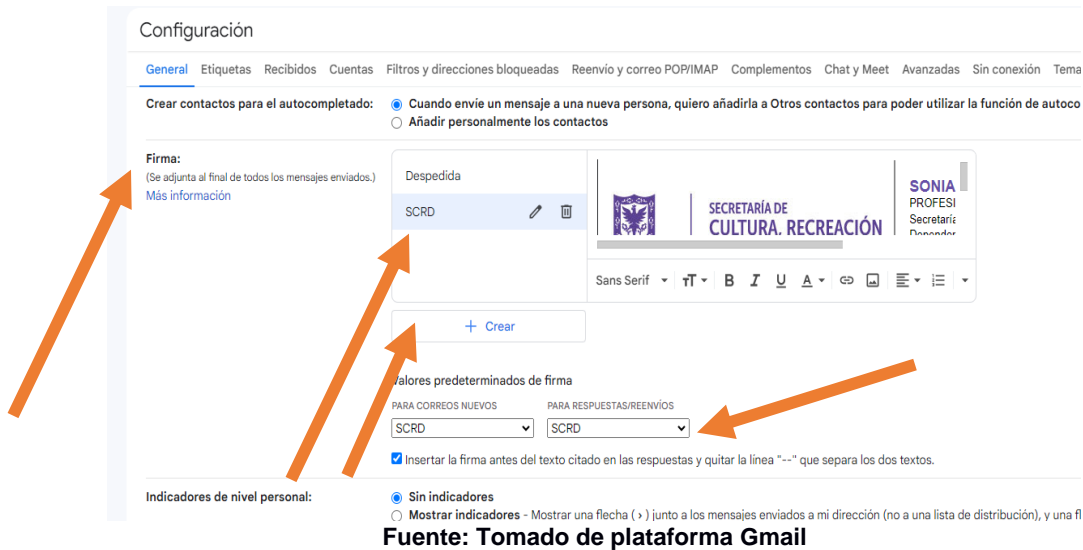 Configuración
General Etiquetas Recibidos Cuentas Filtros y direcciones bloqueadas Reenvío y correo POP/IMAP Complementos Chat y Meet Avanzadas Sin conexión Tema
Crear contactos para el autocompletado:
Cuando envíe un mensaje a una nueva persona, quiero añadirla a Otros contactos para poder utilizar la función de autoco
Añadir personalmente los contactos
Firma:
(Se adjunta al final de todos los mensajes enviados.)
Más información
Despedida
SCRD
SECRETARÍA DE
CULTURA, RECREACIÓN
SONIA
PROFESI
Secretaría
Sans Serif
+ Crear
Valores predeterminados de firma
PARA CORREOS NUEVOS PARA RESPUESTAS/REENVÍOS
SCRD SCRD
Insertar la firma antes del texto citado en las respuestas y quitar la línea "--" que separa los dos textos.
Indicadores de nivel personal:
Sin indicadores
Mostrar indicadores - Mostrar una flecha ( › ) junto a los mensajes enviados a mi dirección (no a una lista de distribución), y una fl
Fuente: Tomado de plataforma Gmail